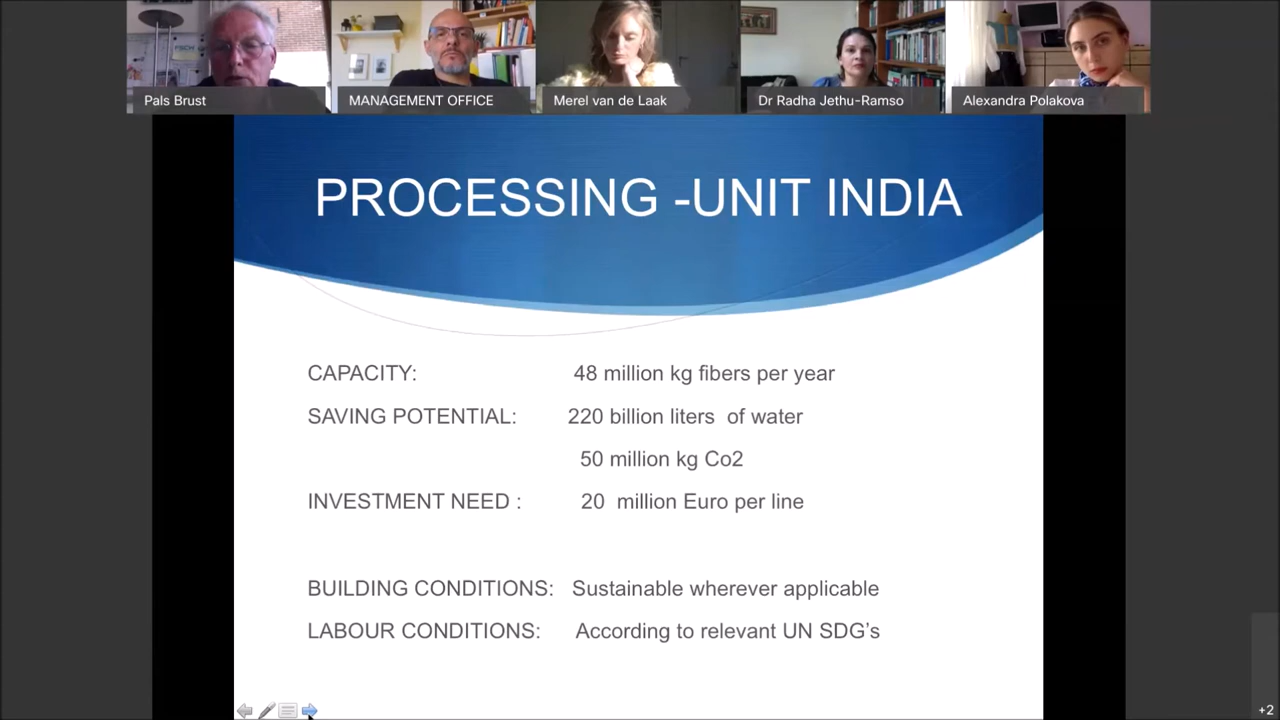 Pals Brust
MANAGEMENT OFFICE
Merel van de Laak
Dr Radha Jethu-Ramso
Alexandra Polakova
PROCESSING -UNIT INDIA
CAPACITY: 48 million kg fibers per year
SAVING POTENTIAL: 220 billion liters of water
50 million kg Co2
INVESTMENT NEED : 20 million Euro per line
BUILDING CONDITIONS: Sustainable wherever applicable
LABOUR CONDITIONS: According to relevant UN SDG's
+2